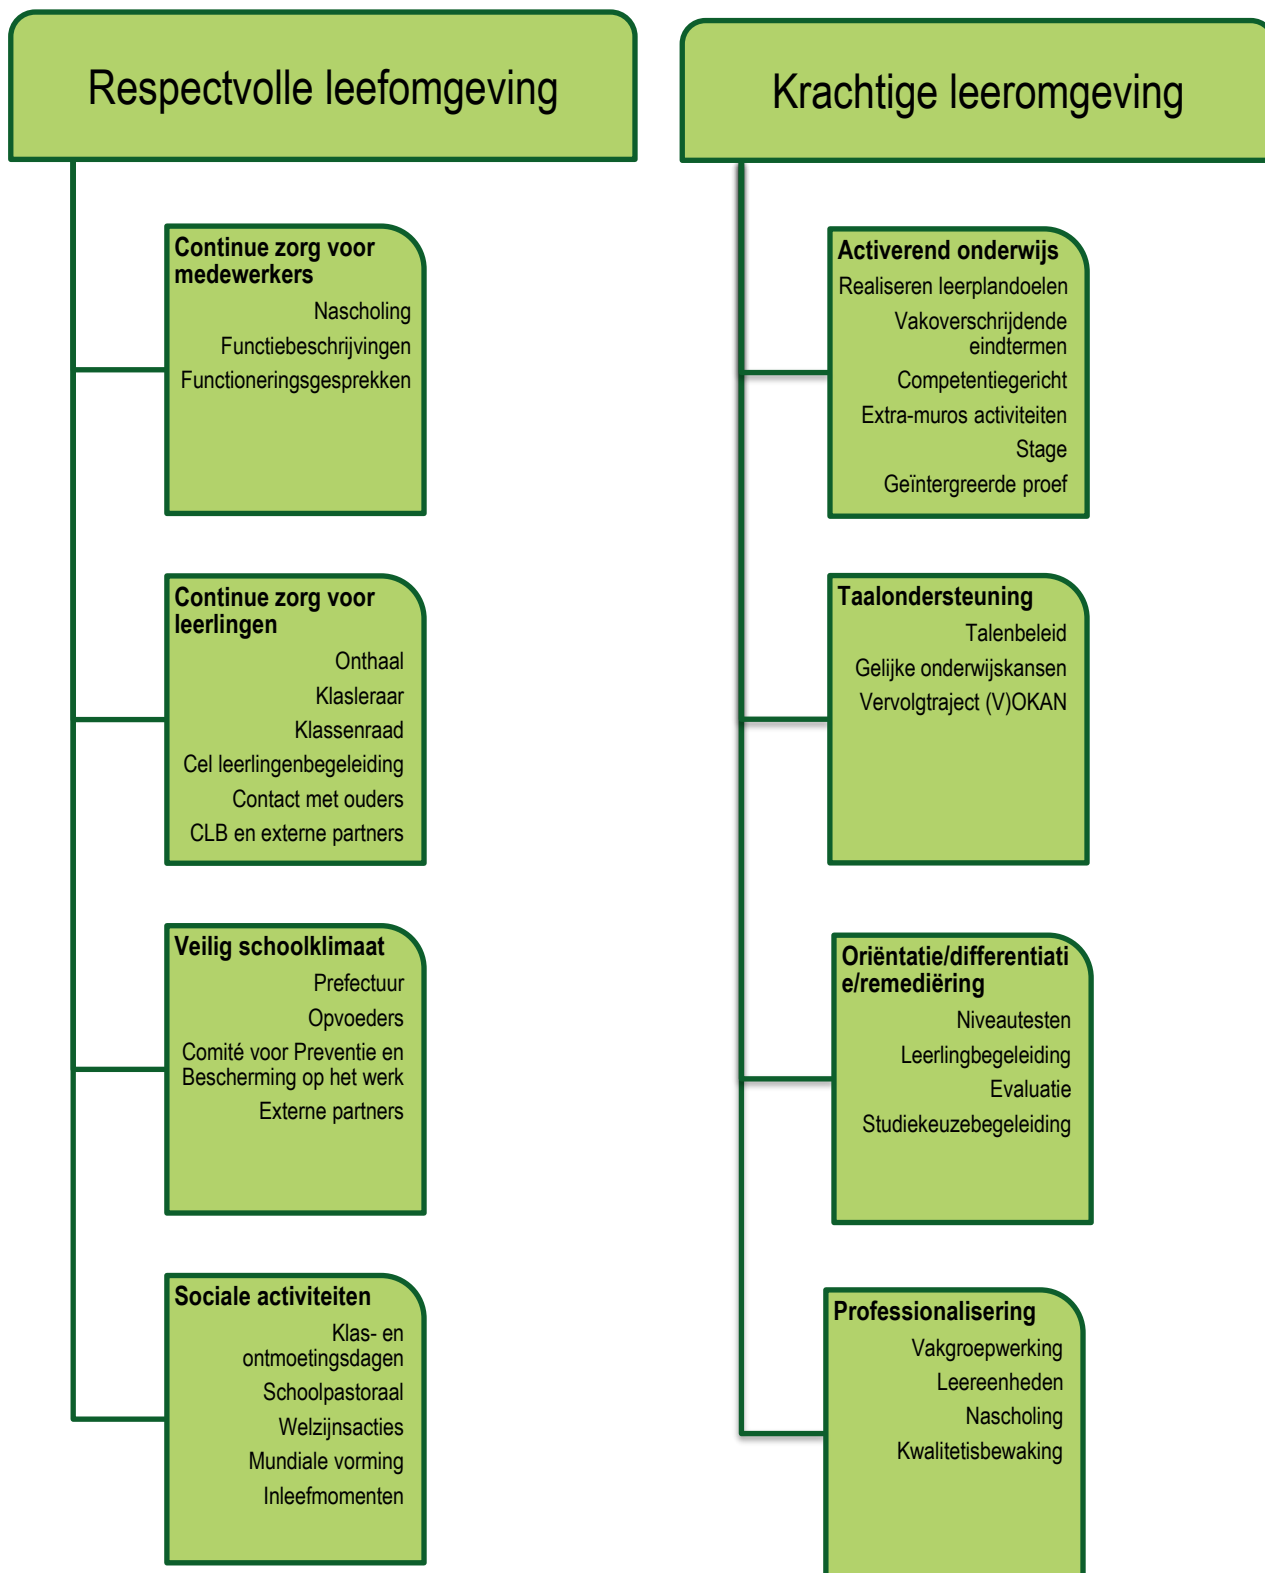 Respectvolle leefomgeving
Continue zorg voor
medewerkers
Nascholing
Functiebeschrijvingen
Functioneringsgesprekken
Continue zorg voor
leerlingen
Onthaal
Klasleraar
Klassenraad
Cel leerlingenbegeleiding
Contact met ouders
CLB en externe partners
Veilig schoolklimaat
Prefectuur
Opvoeders
Comité voor Preventie en
Bescherming op het werk
Externe partners
Sociale activiteiten
Klas- en
ontmoetingsdagen
Schoolpastoraal
Welzijnsacties
Mundiale vorming
Inleefmomenten
Krachtige leeromgeving
Activerend onderwijs
Realiseren leerplandoelen
Vakoverschrijdende
eindtermen
Competentiegericht
Extra-muros activiteiten
Stage
Geïntergreerde proef
Taalondersteuning
Talenbeleid
Gelijke onderwijskansen
Vervolgtraject (V)OKAN
Oriëntatie/differentiati
e/remediëring
Niveautesten
Leerlingbegeleiding
Evaluatie
Studiekeuzebegeleiding
Professionalisering
Vakgroepwerking
Leereenheden
Nascholing
Kwalitetisbewaking